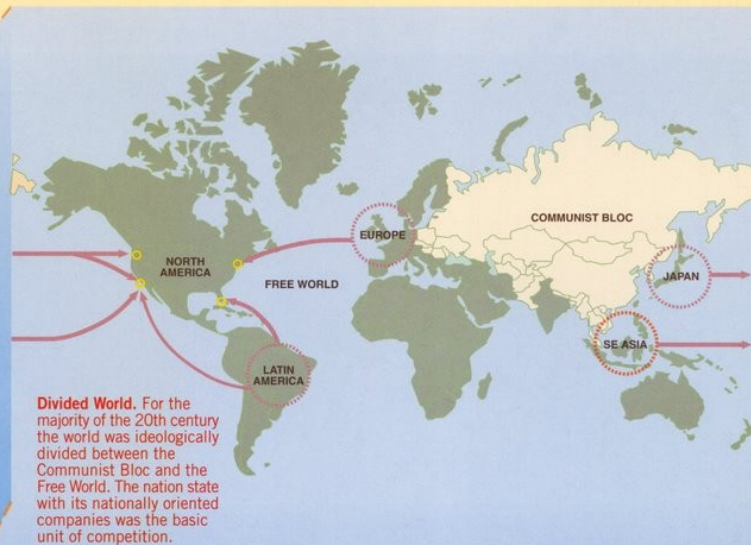 COMMUNIST BLOC
EUROPE
NORTH
AMERICA
FREE WORLD
JAPAN
SE ASIA
LATIN
AMERICA
Divided World. For the
majority of the 20th century
the world was ideologically
divided between the
Communist Bloc and the
Free World. The nation state
with its nationally oriented
companies was the basic
unit of competition.